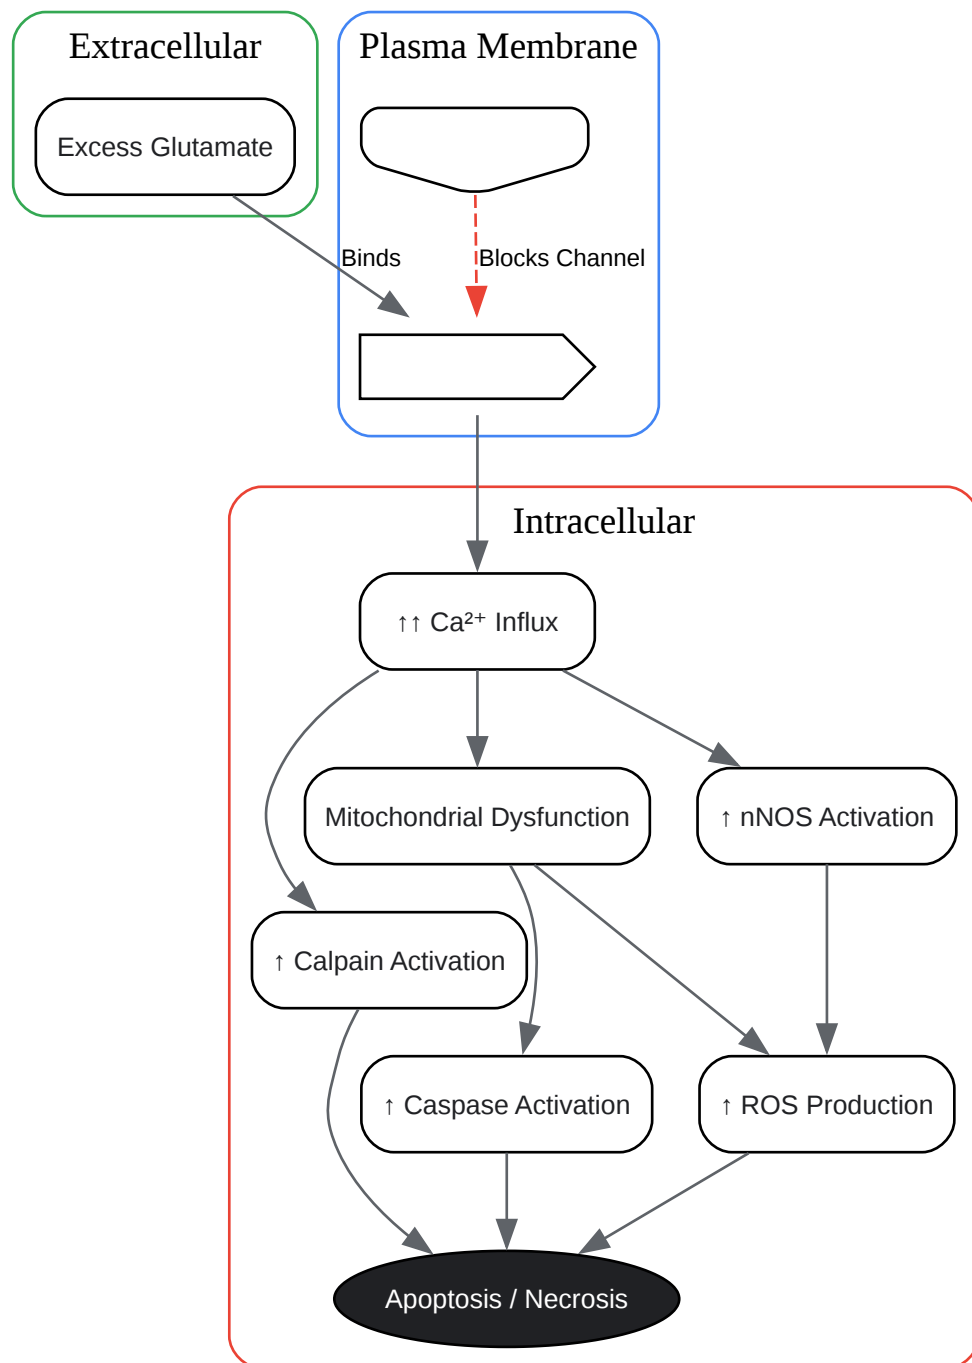 Extracellular
Plasma Membrane
Excess Glutamate
Binds
Blocks Channel
Intracellular
↑↑ Ca²⁺ Influx
Mitochondrial Dysfunction
↑ nNOS Activation
↑ Calpain Activation
↑ Caspase Activation
↑ ROS Production
Apoptosis / Necrosis